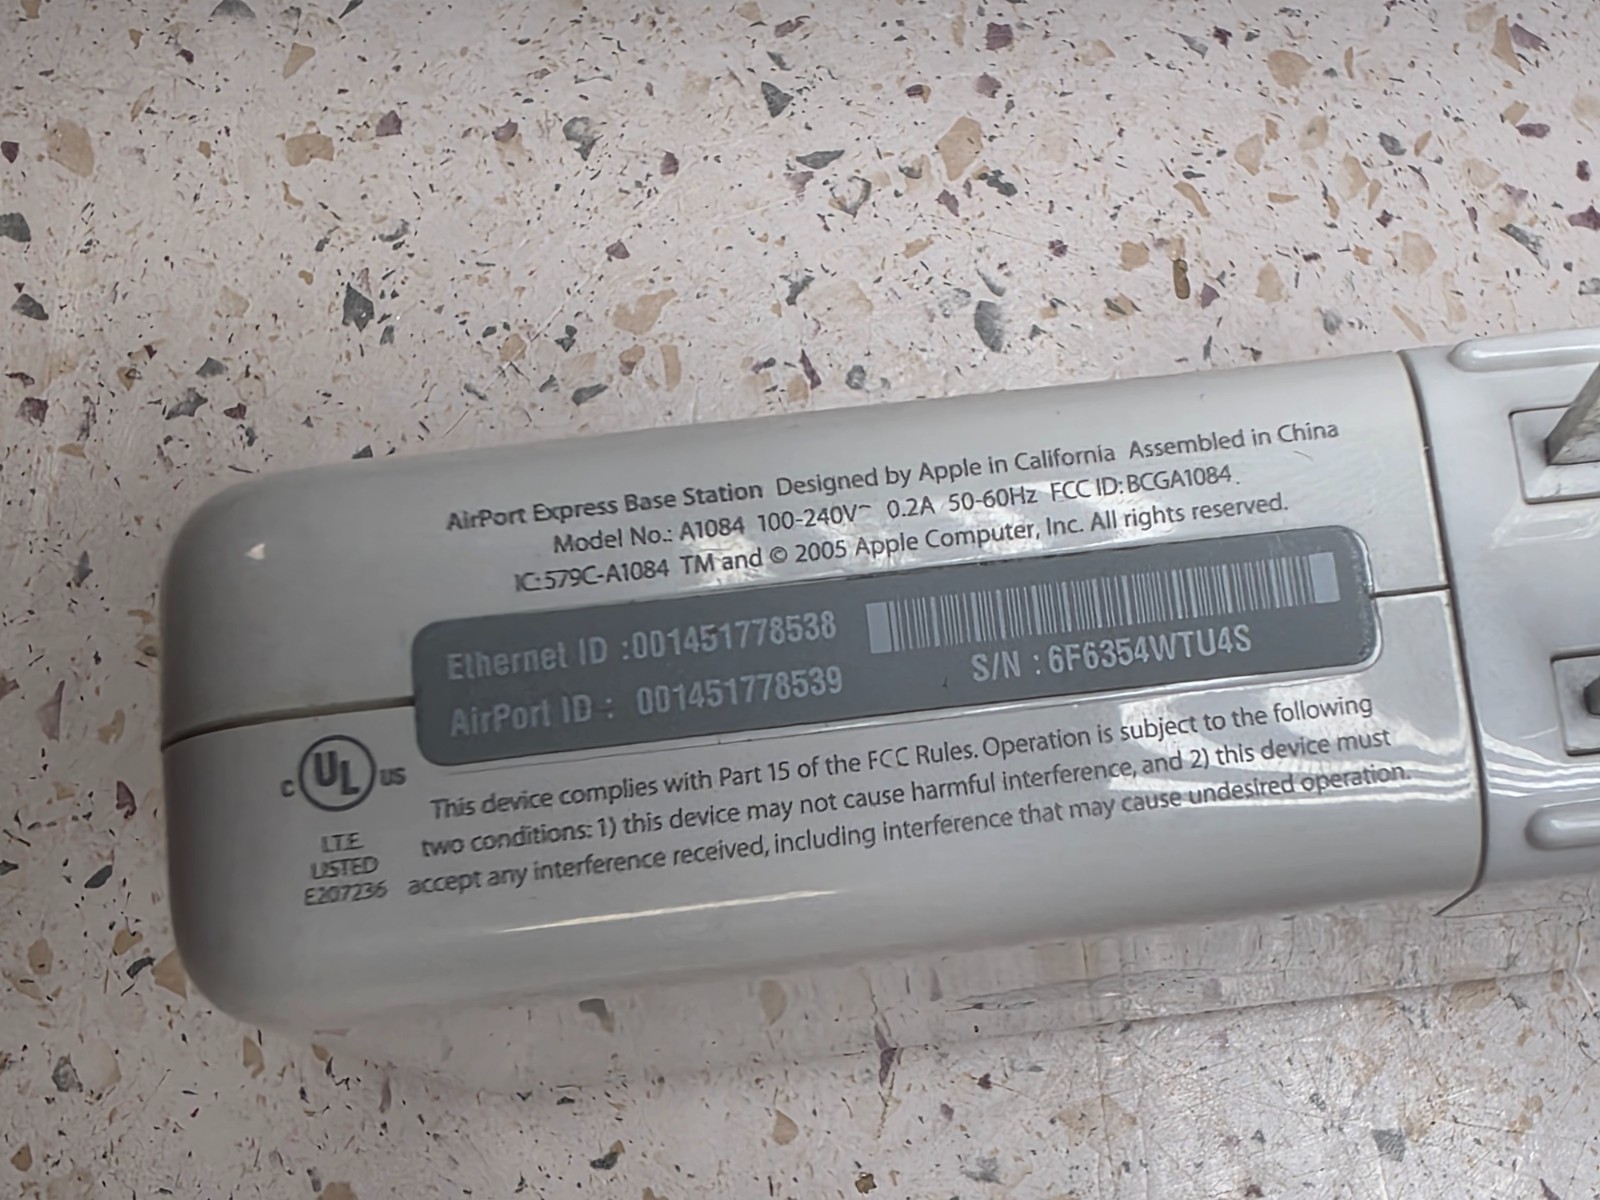 AirPort Express Base Station Designed by Apple in California Assembled in China
Model No.: A1084 100-240V~ 0.2A 50-60Hz FCC ID: BCGA1084.
IC:579C-A1084 TM and © 2005 Apple Computer, Inc. All rights reserved.
Ethernet ID :001451778538
AirPort ID : 001451778539
S/N : 6F6354WTU4S
C UL US
I.T.E.
LISTED
E207236
This device complies with Part 15 of the FCC Rules. Operation is subject to the following
two conditions: 1) this device may not cause harmful interference, and 2) this device must
accept any interference received, including interference that may cause undesired operation.